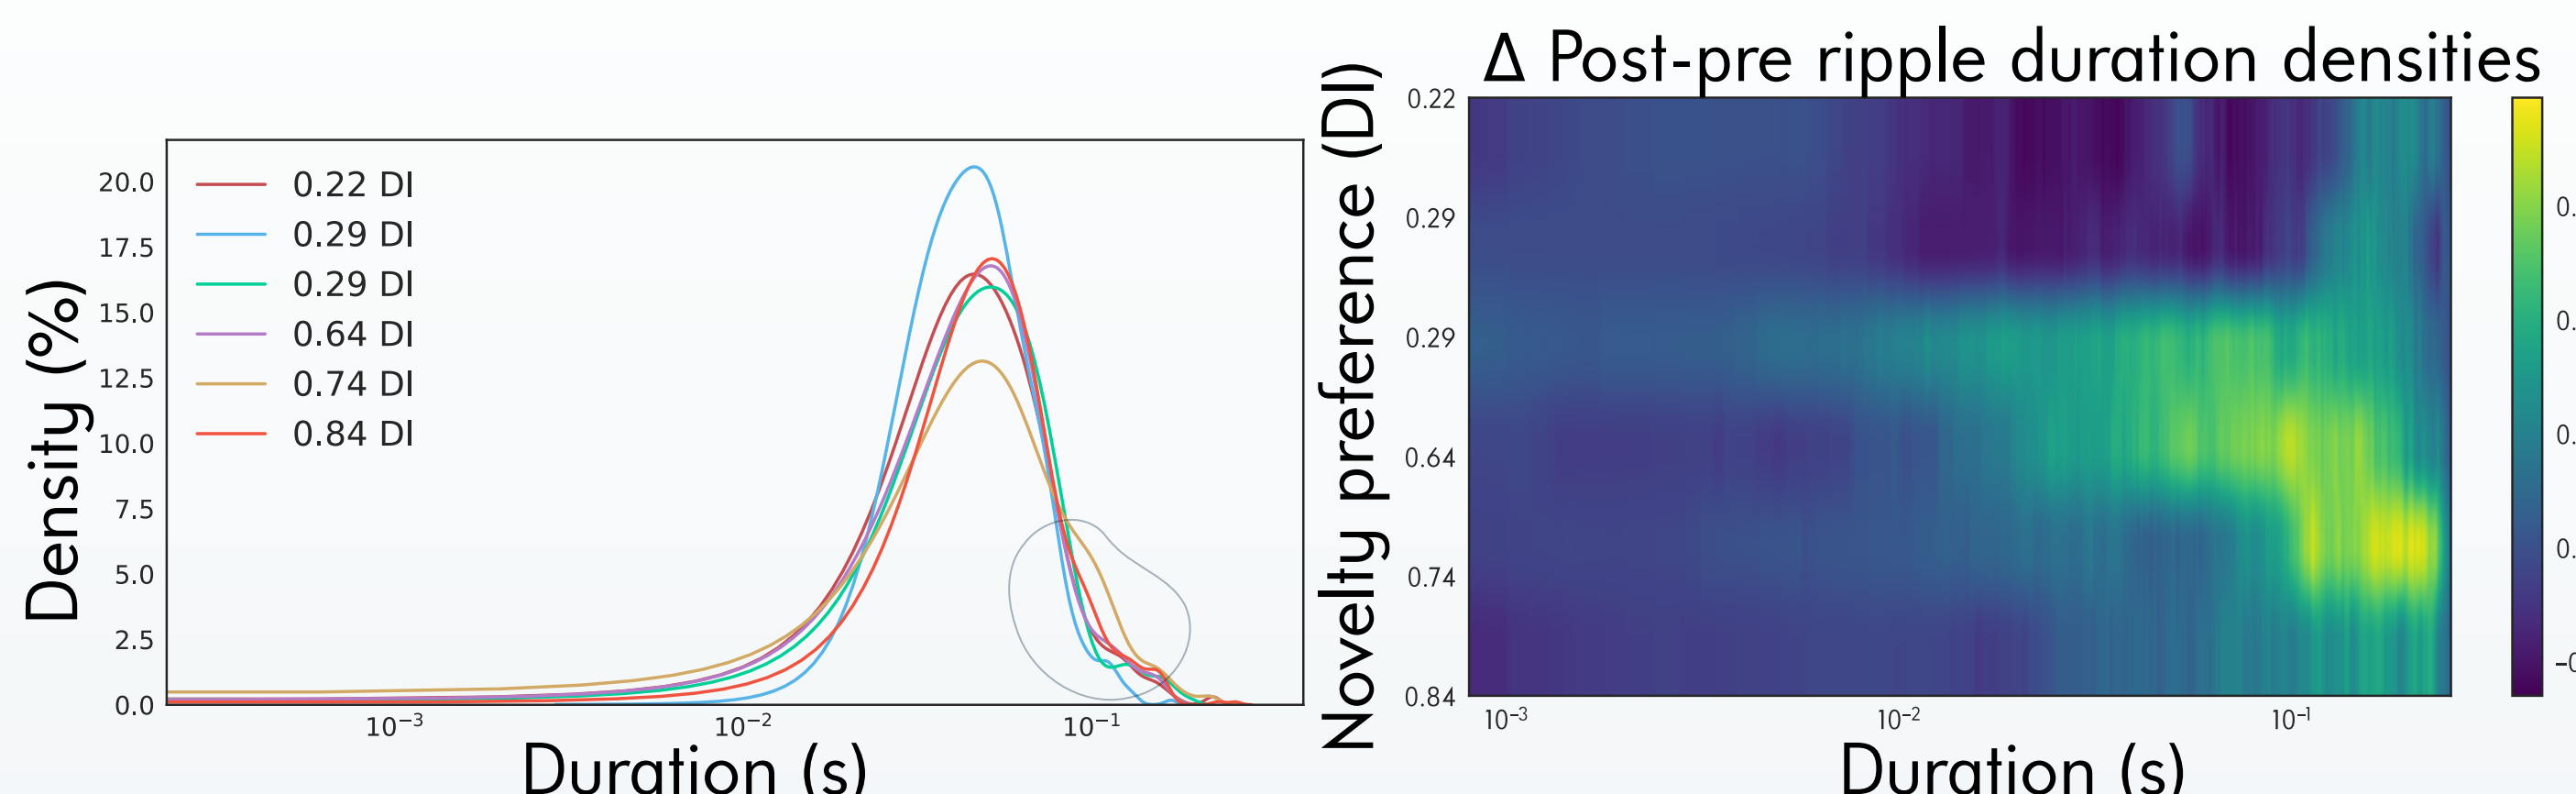 Density (%)
20.0
17.5
15.0
12.5
10.0
7.5
5.0
2.5
0.0
0.22 DI
0.29 DI
0.29 DI
0.64 DI
0.74 DI
0.84 DI
10⁻³
10⁻²
10⁻¹
Duration (s)
Δ Post-pre ripple duration densities
Novelty preference (DI)
0.22
0.29
0.29
0.64
0.74
0.84
10⁻³
10⁻²
10⁻¹
Duration (s)